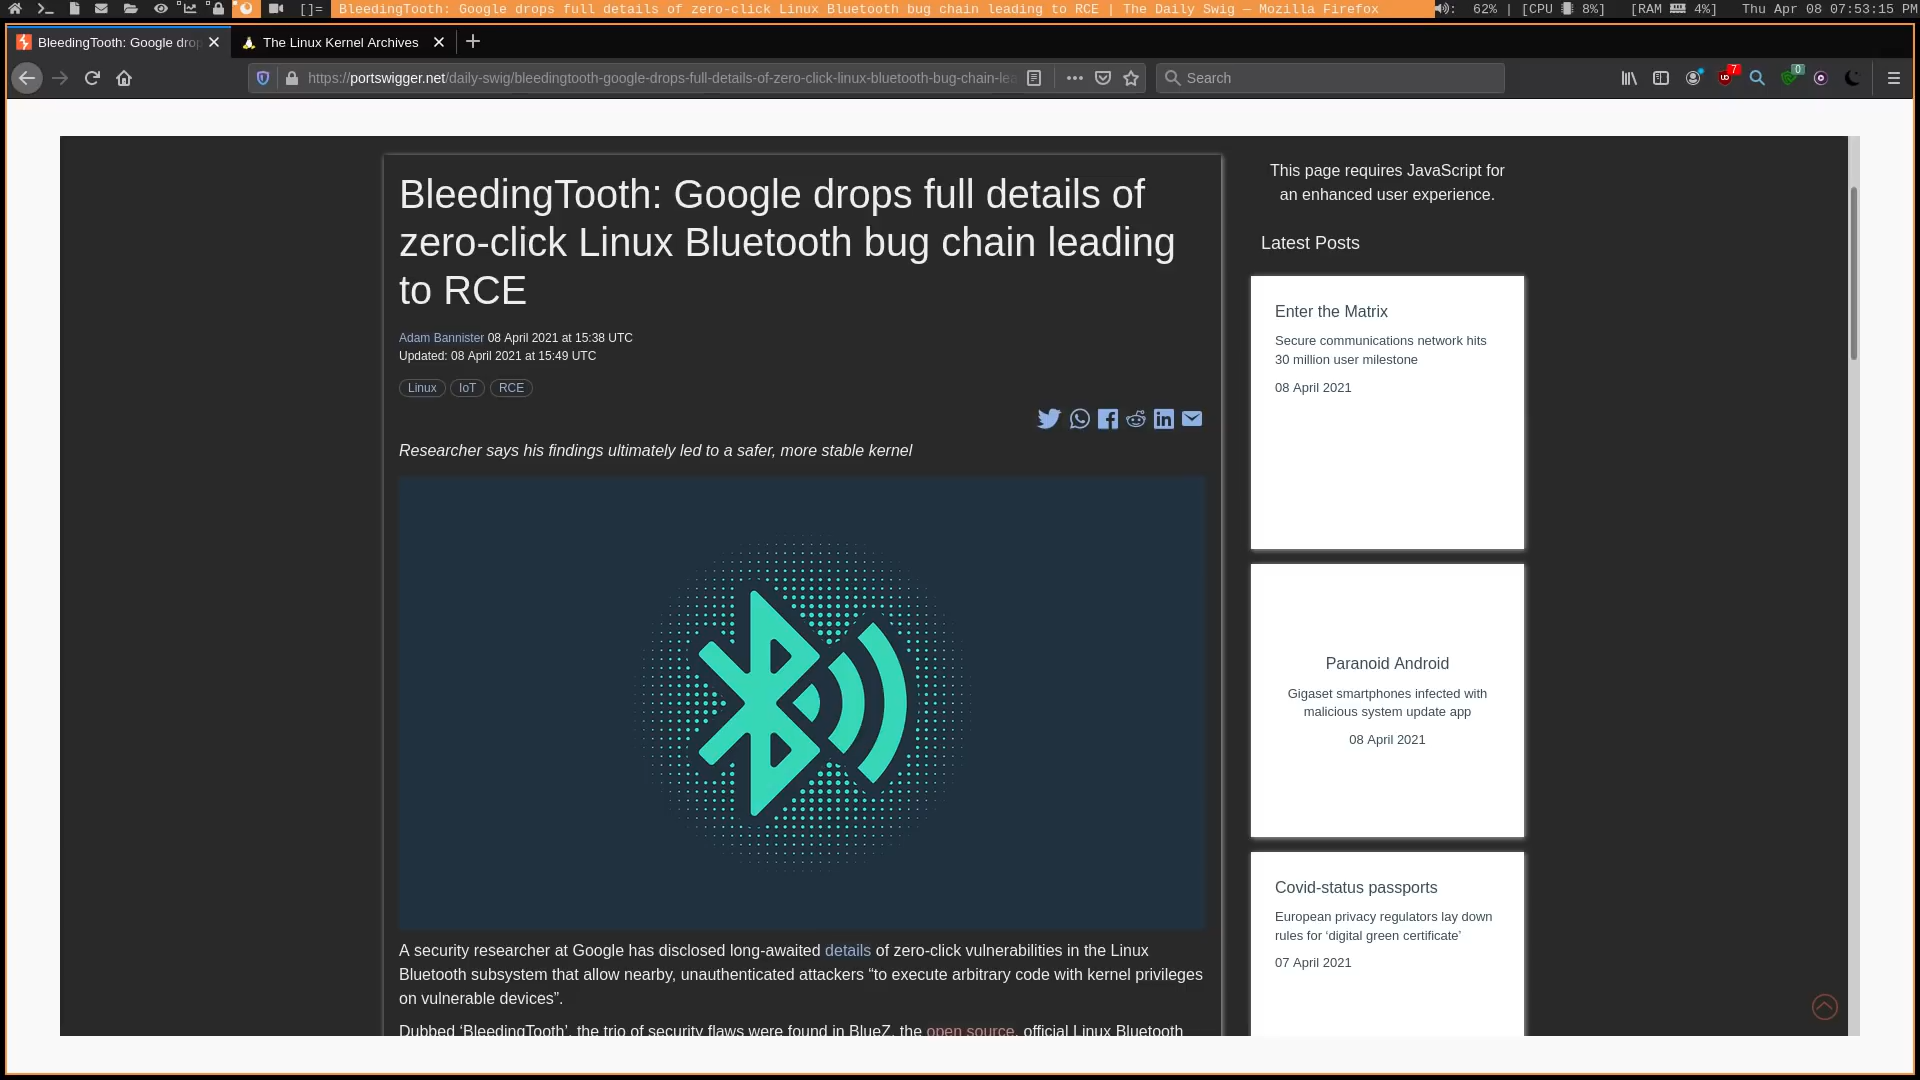 []= BleedingTooth: Google drops full details of zero-click Linux Bluetooth bug chain leading to RCE | The Daily Swig — Mozilla Firefox : 62% | [CPU 8%] [RAM 4%] Thu Apr 08 07:53:15 PM
BleedingTooth: Google drop The Linux Kernel Archives
https://portswigger.net/daily-swig/bleedingtooth-google-drops-full-details-of-zero-click-linux-bluetooth-bug-chain-lea Search 7 0
BleedingTooth: Google drops full details of
zero-click Linux Bluetooth bug chain leading
to RCE
Adam Bannister 08 April 2021 at 15:38 UTC
Updated: 08 April 2021 at 15:49 UTC
Linux IoT RCE
Researcher says his findings ultimately led to a safer, more stable kernel
A security researcher at Google has disclosed long-awaited details of zero-click vulnerabilities in the Linux
Bluetooth subsystem that allow nearby, unauthenticated attackers “to execute arbitrary code with kernel privileges
on vulnerable devices”.
Dubbed ‘BleedingTooth’, the trio of security flaws were found in BlueZ, the open source, official Linux Bluetooth
This page requires JavaScript for
an enhanced user experience.
Latest Posts
Enter the Matrix
Secure communications network hits
30 million user milestone
08 April 2021
Paranoid Android
Gigaset smartphones infected with
malicious system update app
08 April 2021
Covid-status passports
European privacy regulators lay down
rules for ‘digital green certificate’
07 April 2021